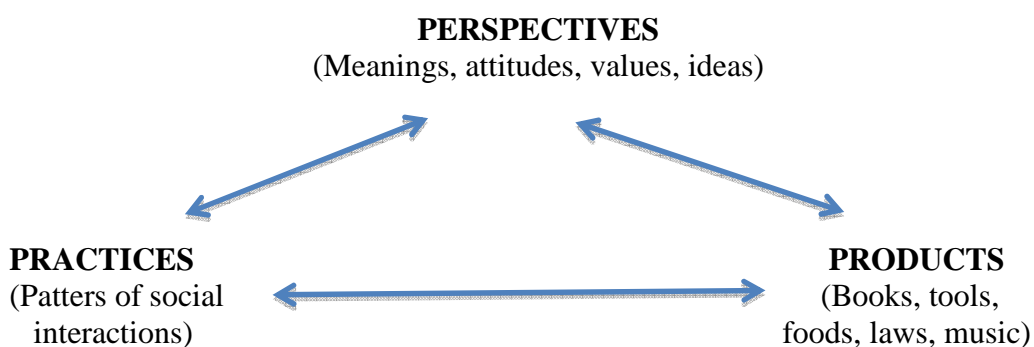 PERSPECTIVES
(Meanings, attitudes, values, ideas)
PRACTICES
(Patters of social
interactions)
PRODUCTS
(Books, tools,
foods, laws, music)